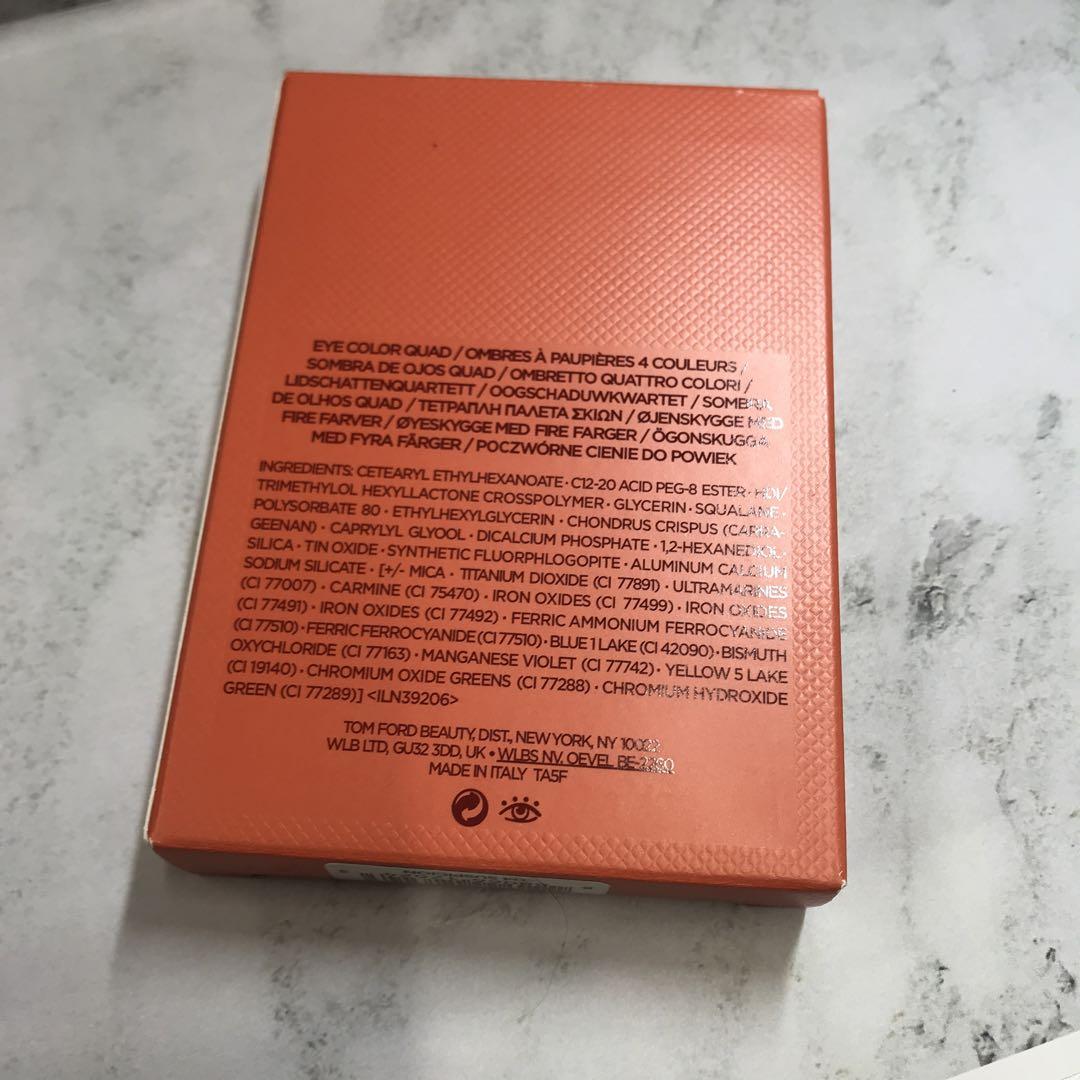 EYE COLOR QUAD / OMBRES À PAUPIÈRES 4 COULEURS /
SOMBRA DE OJOS QUAD / OMBRETTO QUATTRO COLORI /
LIDSCHATTENQUARTETT / OOGSCHADUWKWARTET / SOMBRA
DE OLHOS QUAD / ΤΕΤΡΑΠΛΗ ΠΑΛΕΤΑ ΣΚΙΩΝ / ØJENSKYGGE MED
FIRE FARVER / ØYESKYGGE MED FIRE FARGER / ÖGONSKUGGA
MED FYRA FÄRGER / POCZWÓRNE CIENIE DO POWIEK
INGREDIENTS: CETEARYL ETHYLHEXANOATE · C12-20 ACID PEG-8 ESTER · HDI/
TRIMETHYLOL HEXYLLACTONE CROSSPOLYMER · GLYCERIN · SQUALANE ·
POLYSORBATE 80 · ETHYLHEXYLGLYCERIN · CHONDRUS CRISPUS (CARRA-
GEENAN) · CAPRYLYL GLYOOL · DICALCIUM PHOSPHATE · 1,2-HEXANEDIOL ·
SILICA · TIN OXIDE · SYNTHETIC FLUORPHLOGOPITE · ALUMINUM CALCIUM
SODIUM SILICATE · [+/- MICA · TITANIUM DIOXIDE (CI 77891) · ULTRAMARINES
(CI 77007) · CARMINE (CI 75470) · IRON OXIDES (CI 77499) · IRON OXIDES
(CI 77491) · IRON OXIDES (CI 77492) · FERRIC AMMONIUM FERROCYANIDE
(CI 77510) · FERRIC FERROCYANIDE (CI 77510) · BLUE 1 LAKE (CI 42090) · BISMUTH
OXYCHLORIDE (CI 77163) · MANGANESE VIOLET (CI 77742) · YELLOW 5 LAKE
(CI 19140) · CHROMIUM OXIDE GREENS (CI 77288) · CHROMIUM HYDROXIDE
GREEN (CI 77289)] <ILN39206>
TOM FORD BEAUTY, DIST., NEW YORK, NY 10022
WLB LTD, GU32 3DD, UK • WLBS NV. OEVEL BE-2260
MADE IN ITALY TA5F